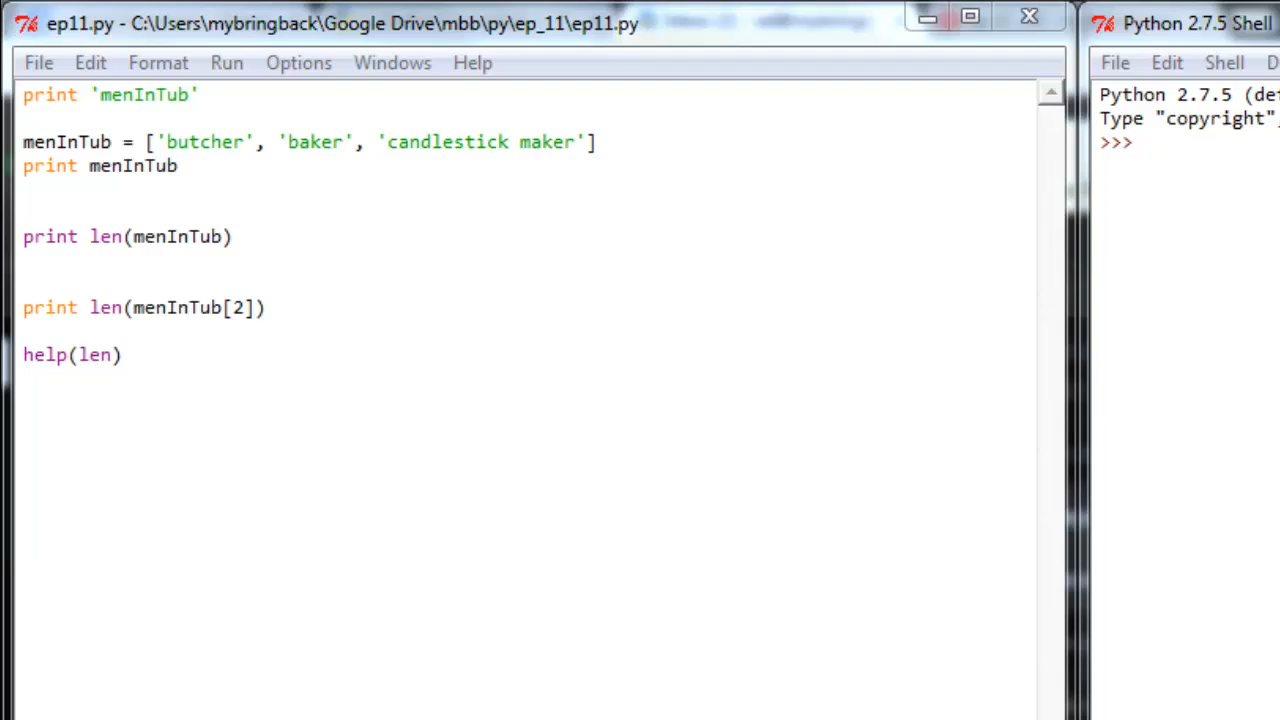 ep11.py - C:\Users\mybringback\Google Drive\mbb\py\ep_11\ep11.py
File Edit Format Run Options Windows Help
print 'menInTub'
menInTub = ['butcher', 'baker', 'candlestick maker']
print menInTub
print len(menInTub)
print len(menInTub[2])
help(len)
Python 2.7.5 Shell
File Edit Shell D
Python 2.7.5 (def
Type "copyright",
>>>